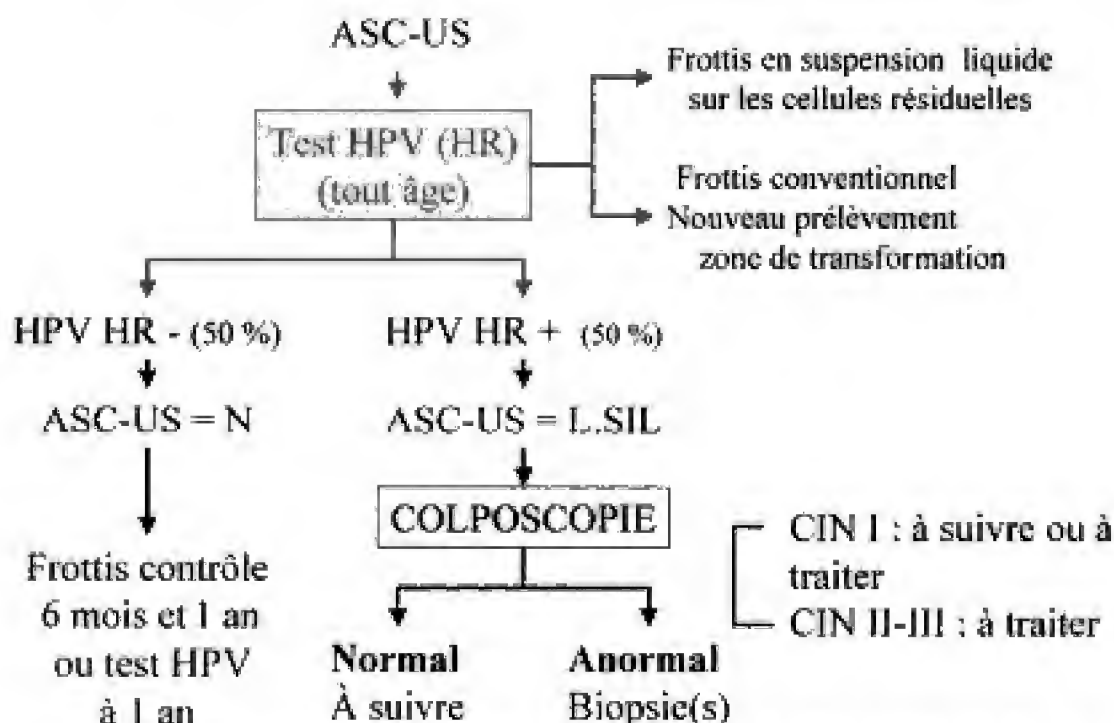 ASC-US
Test HPV (HR)
(tout âge)
Frottis en suspension liquide
sur les cellules résiduelles
Frottis conventionnel
Nouveau prélèvement
zone de transformation
HPV HR - (50 %)
HPV HR + (50 %)
ASC-US = N
ASC-US = L.SIL
COLPOSCOPIE
Frottis contrôle
6 mois et 1 an
ou test HPV
à 1 an
Normal
À suivre
Anormal
Biopsie(s)
CIN I : à suivre ou à
traiter
CIN II-III : à traiter